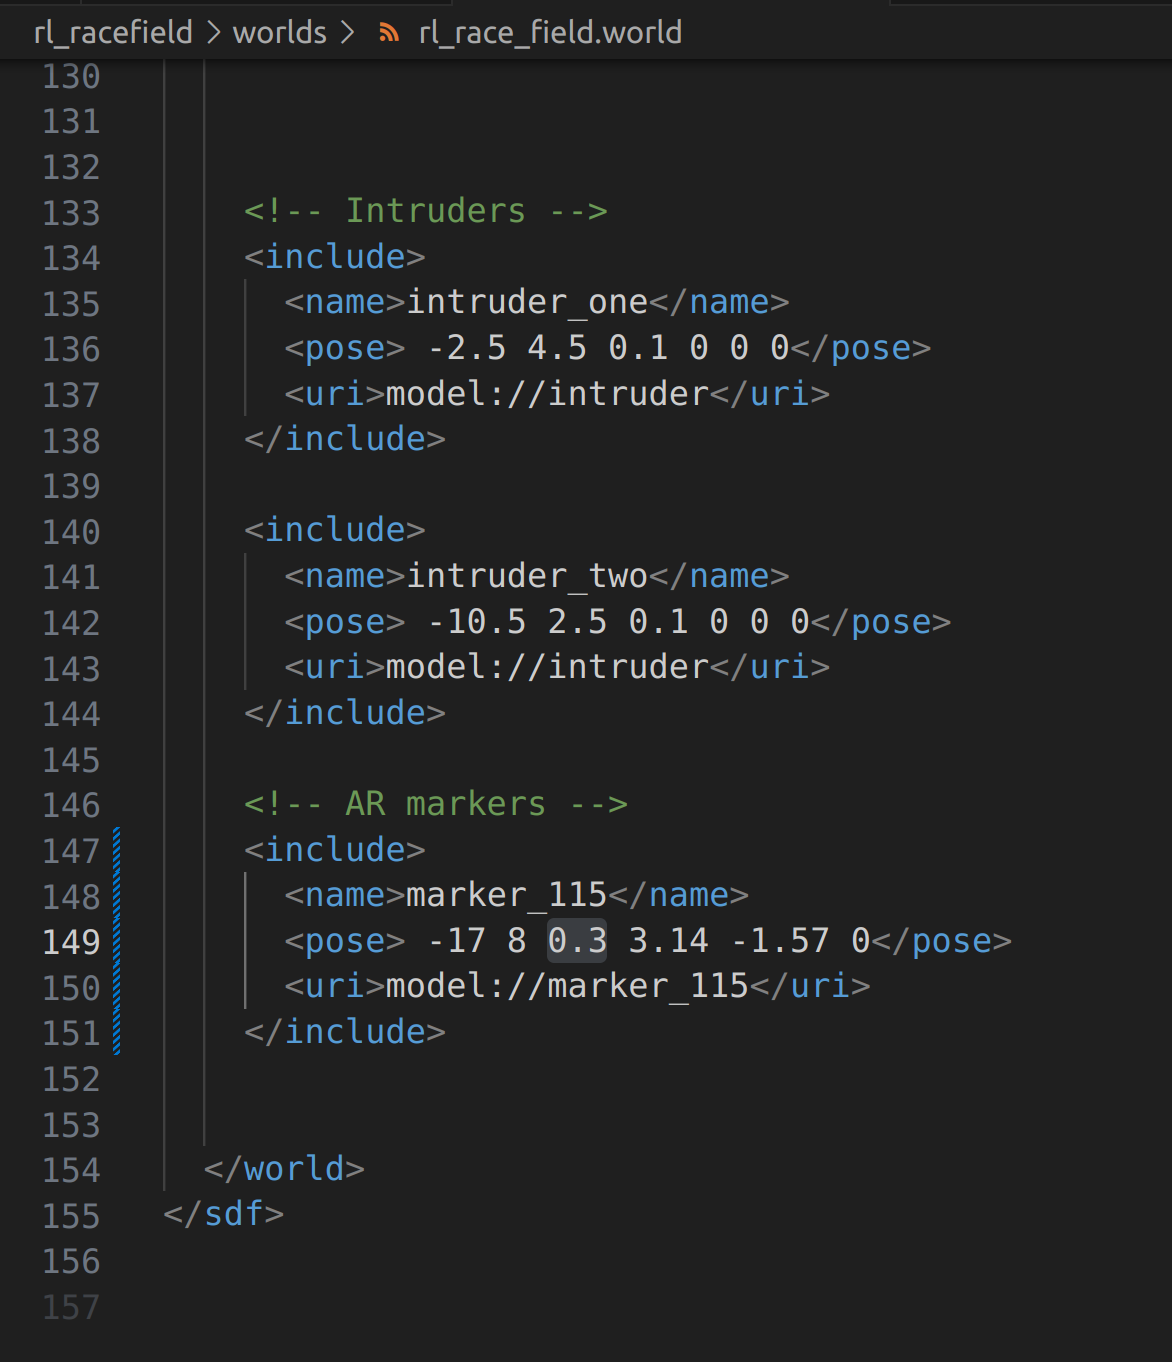 rl_racefield > worlds > rl_race_field.world
130
131
132
133 <!-- Intruders -->
134 <include>
135 <name>intruder_one</name>
136 <pose> -2.5 4.5 0.1 0 0 0</pose>
137 <uri>model://intruder</uri>
138 </include>
139
140 <include>
141 <name>intruder_two</name>
142 <pose> -10.5 2.5 0.1 0 0 0</pose>
143 <uri>model://intruder</uri>
144 </include>
145
146 <!-- AR markers -->
147 <include>
148 <name>marker_115</name>
149 <pose> -17 8 0.3 3.14 -1.57 0</pose>
150 <uri>model://marker_115</uri>
151 </include>
152
153
154 </world>
155 </sdf>
156
157